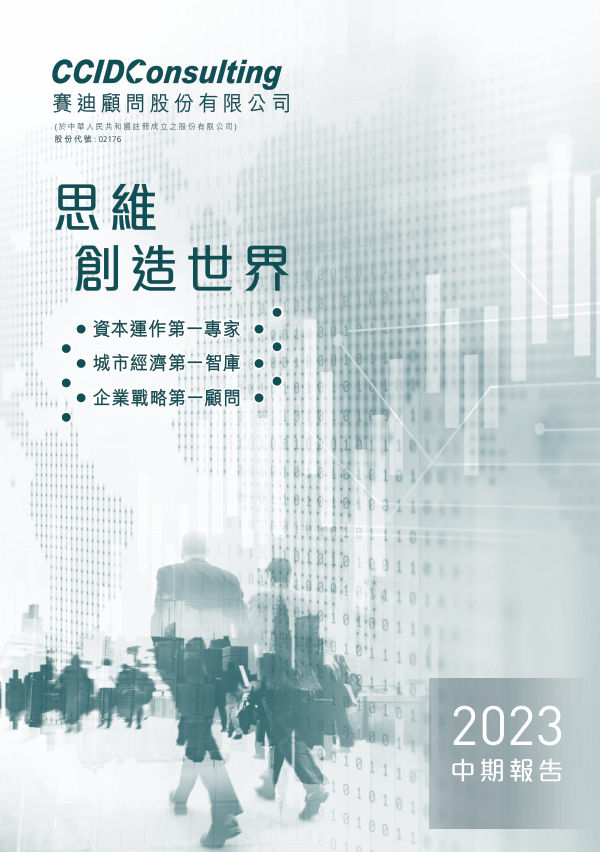 CCIDConsulting
賽迪顧問股份有限公司
(於中華人民共和國註冊成立之股份有限公司)
股份代號 : 02176
思維
創造世界
● 資本運作第一專家 ●
● 城市經濟第一智庫 ●
● 企業戰略第一顧問 ●
2023
中期報告